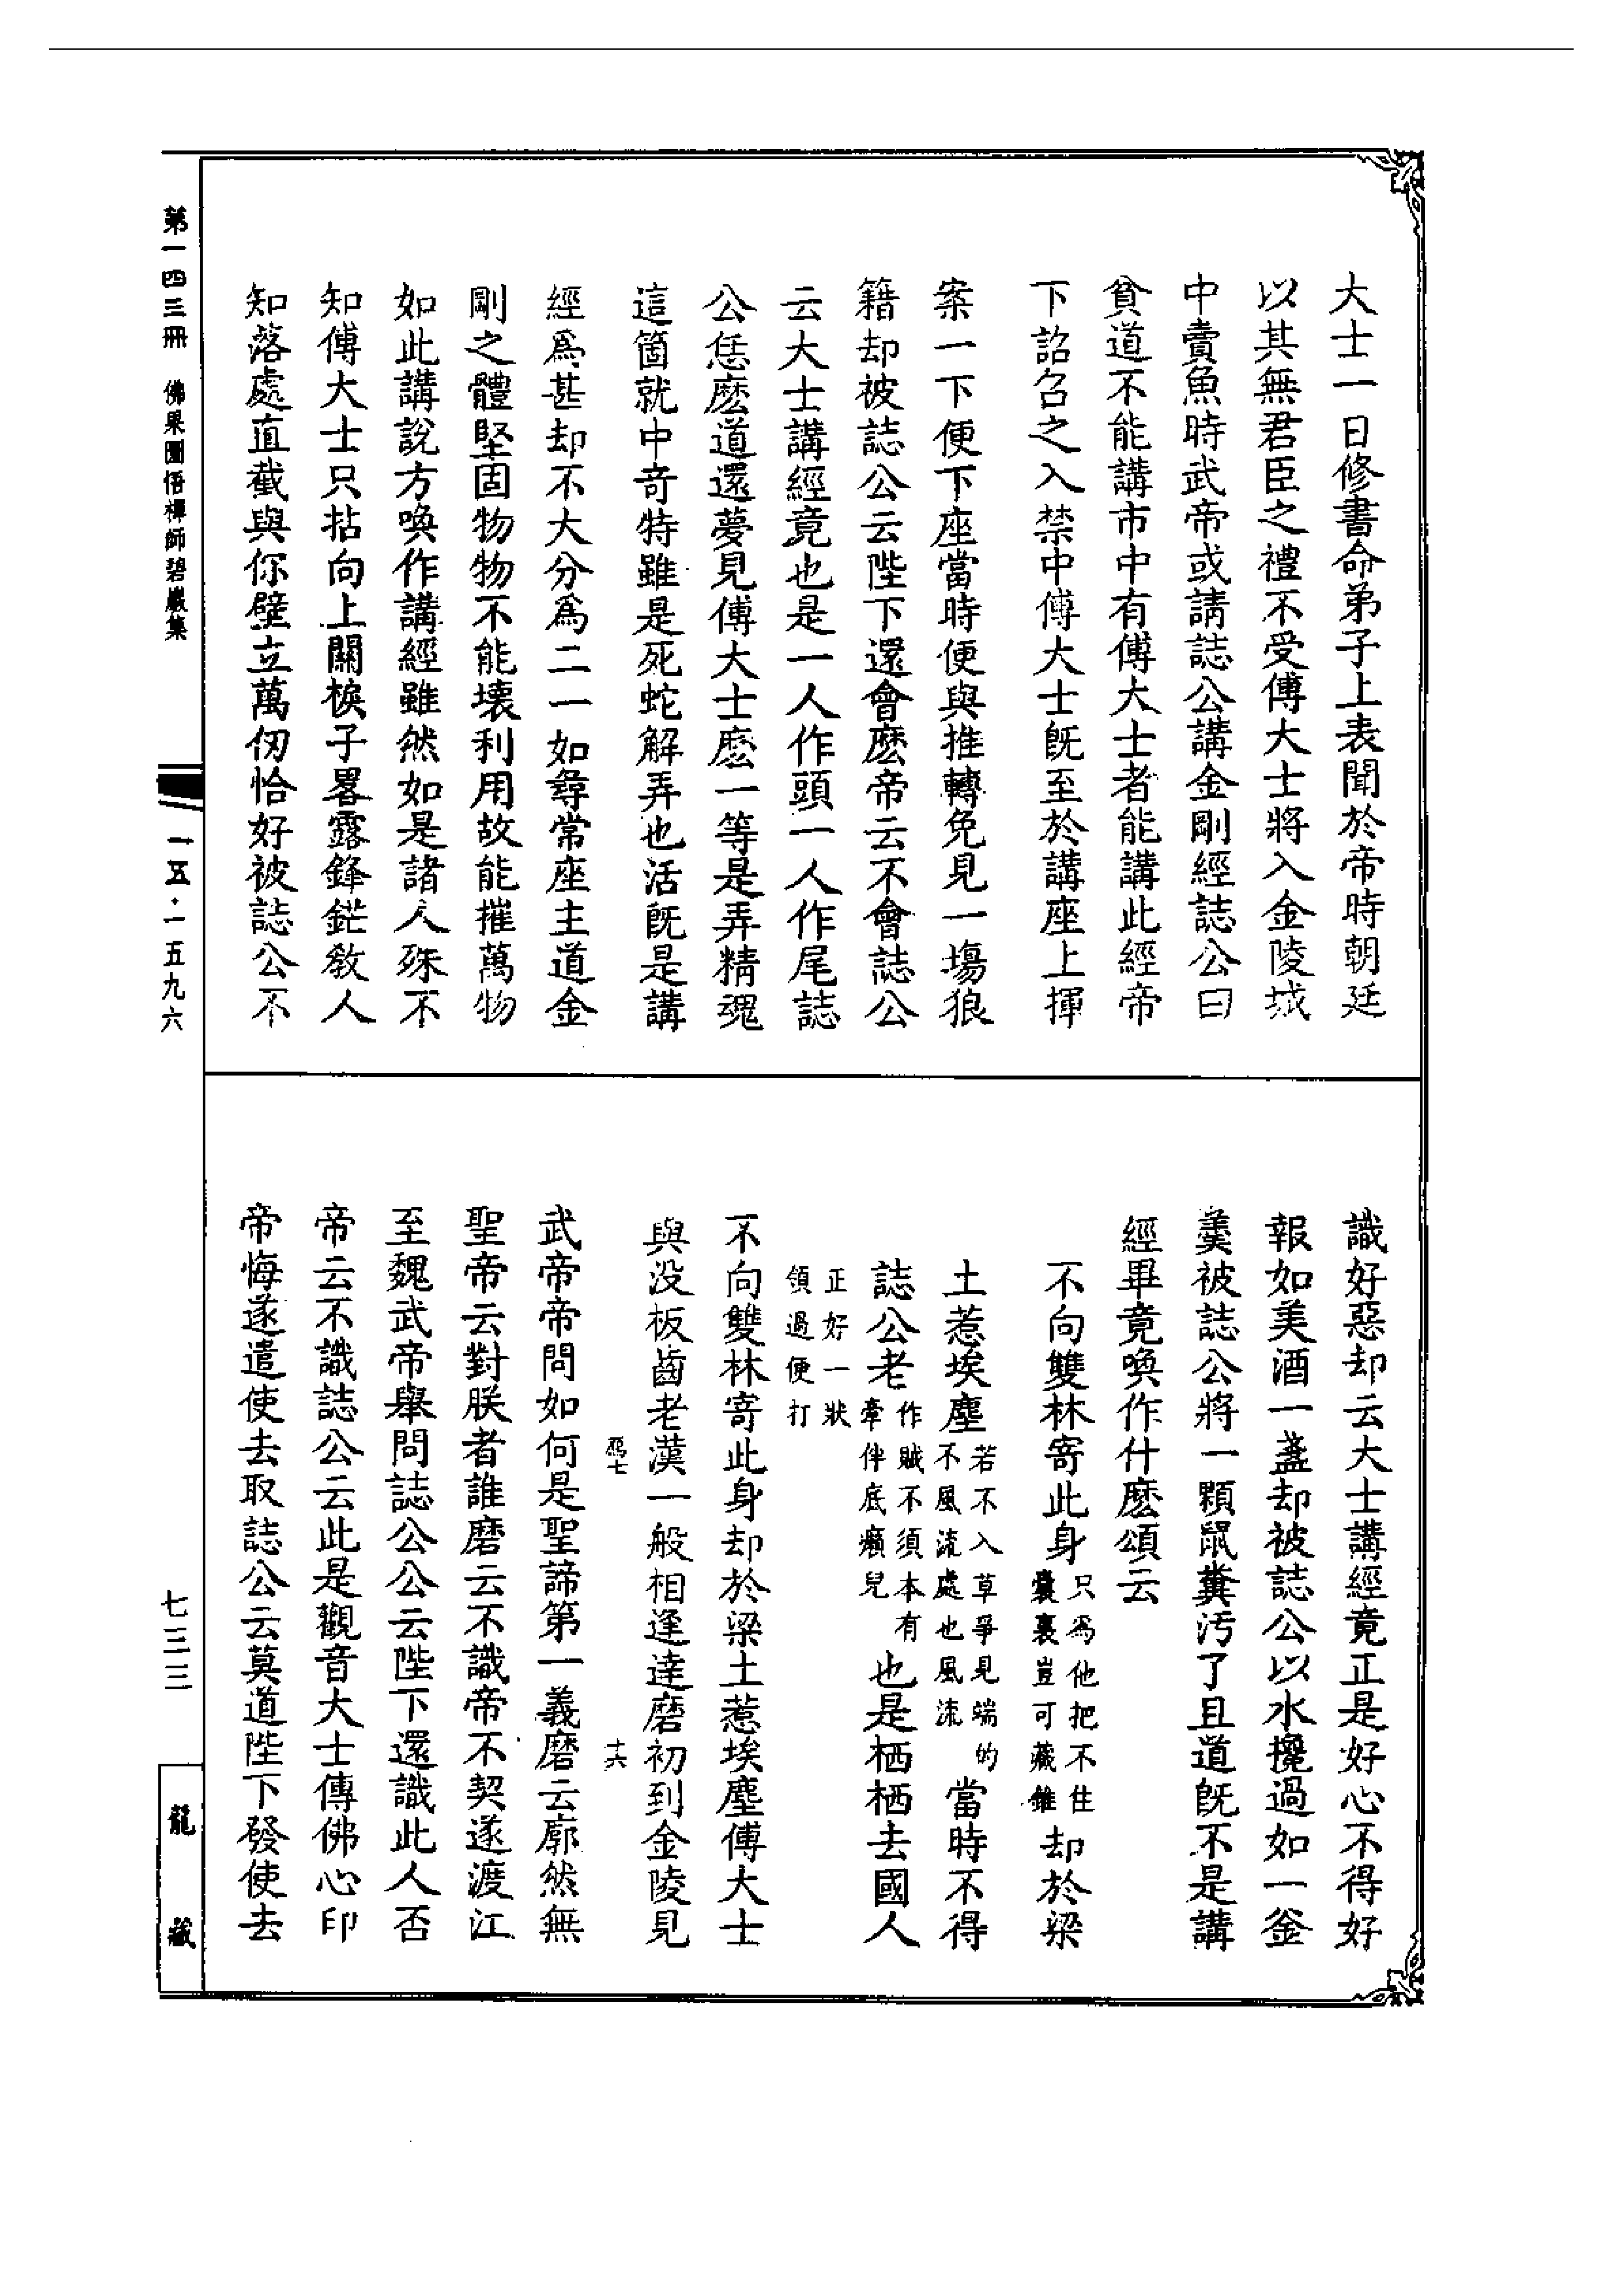 大士一日修書命弟子上表聞於帝時朝廷
以其無君臣之禮不受傅大士將入金陵城
中賣魚時武帝或請誌公講金剛經誌公曰
貧道不能講市中有傅大士者能講此經帝
下詔召之入禁中傅大士既至於講座上揮
案一下便下座當時便與推轉免見一場狼
籍却被誌公云陛下還會麽帝云不會誌公
云大士講經竟也是一人作頭一人作尾誌
公恁麽道還夢見傅大士麽一等是弄精魂
這箇就中奇特雖是死蛇解弄也活既是講
經爲甚却不大分爲二一如尋常座主道金
剛之體堅固物物不能壞利用故能摧萬物
如此講說方喚作講經雖然如是諸人殊不
知傅大士只拈向上關棙子畧露鋒鋩教人
知落處直截與你壁立萬仞恰好被誌公不
識好惡却云大士講經竟正是好心不得好
報如美酒一盞却被誌公以水攙過如一釜
羹被誌公將一顆鼠糞污了且道既不是講
經畢竟喚作什麽頌云
不向雙林寄此身只爲他把不住囊裏豈可藏錐却於梁
土惹埃塵若不入草爭見端的不風流處也風流當時不得
誌公老作賊不須本有牽伴底癩兒也是栖栖去國人
正好一狀領過便打
不向雙林寄此身却於梁土惹埃塵傅大士
與没板齒老漢一般相逢達磨初到金陵見
武帝帝問如何是聖諦第一義磨云廓然無
聖帝云對朕者誰磨云不識帝不契遂渡江
至魏武帝舉問誌公公云陛下還識此人否
帝云不識誌公云此是觀音大士傳佛心印
帝悔遂遣使去取誌公云莫道陛下發使去
十六
第一四三冊 佛果圜悟禪師碧巖集
一五·一五九六
七三三
龍藏